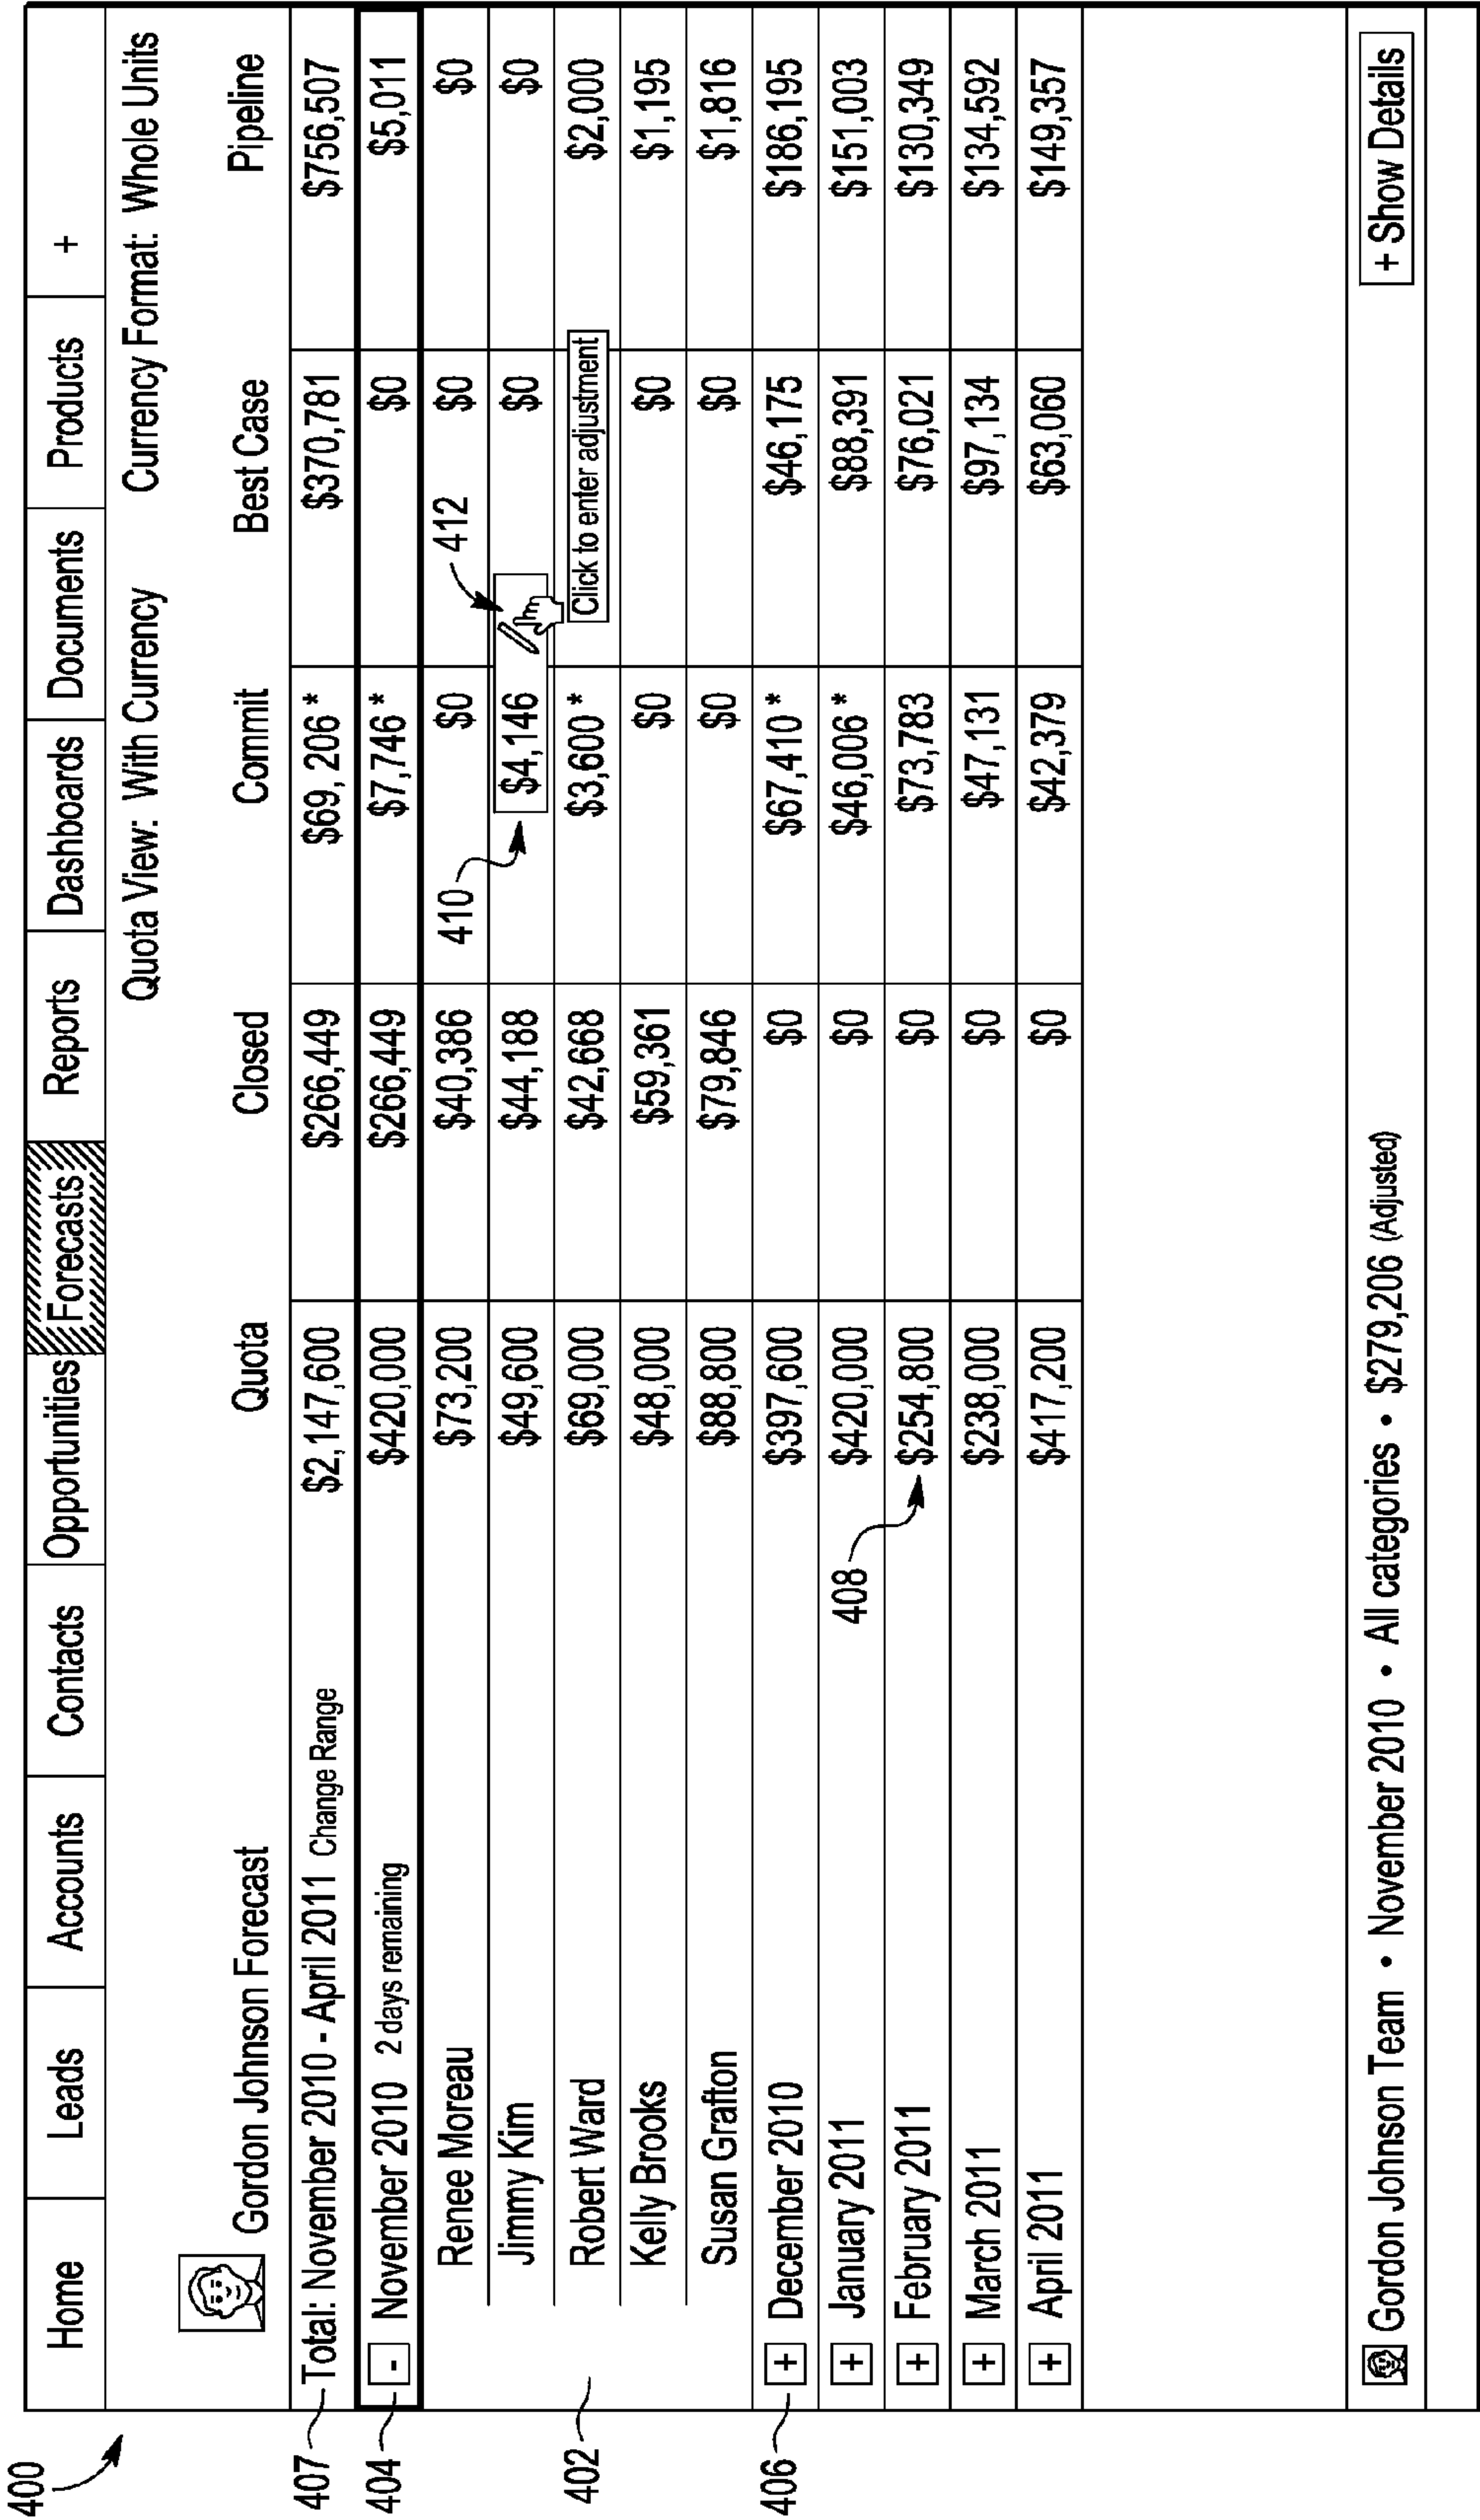 400
Home Leads Accounts Contacts Opportunities Forecasts Reports Dashboards Documents Products +
Quota View: With Currency Currency Format: Whole Units
Gordon Johnson Forecast Quota Closed Commit Best Case Pipeline
407 Total: November 2010 - April 2011 Change Range $2,147,600 $266,449 $69, 206 * $370,781 $756,507
404 - November 2010 2 days remaining $420,000 $266,449 $7,746 * $0 $5,011
Renee Moreau $73,200 $40,386 $0 $0 $0
410 412
Jimmy Kim $49,600 $44,188 $4,146 $0 $0
402 Robert Ward $69,000 $42,668 $3,600 * Click to enter adjustment $2,000
Kelly Brooks $48,000 $59,361 $0 $0 $1,195
Susan Grafton $88,800 $79,846 $0 $0 $1,816
406 + December 2010 $397,600 $0 $67,410 * $46,175 $186,195
+ January 2011 $420,000 $0 $46,006 * $88,391 $151,003
408
+ February 2011 $254,800 $0 $73,783 $76,021 $130,349
+ March 2011 $238,000 $0 $47,131 $97,134 $134,592
+ April 2011 $417,200 $0 $42,379 $63,060 $149,357
Gordon Johnson Team • November 2010 • All categories • $279,206 (Adjusted) + Show Details